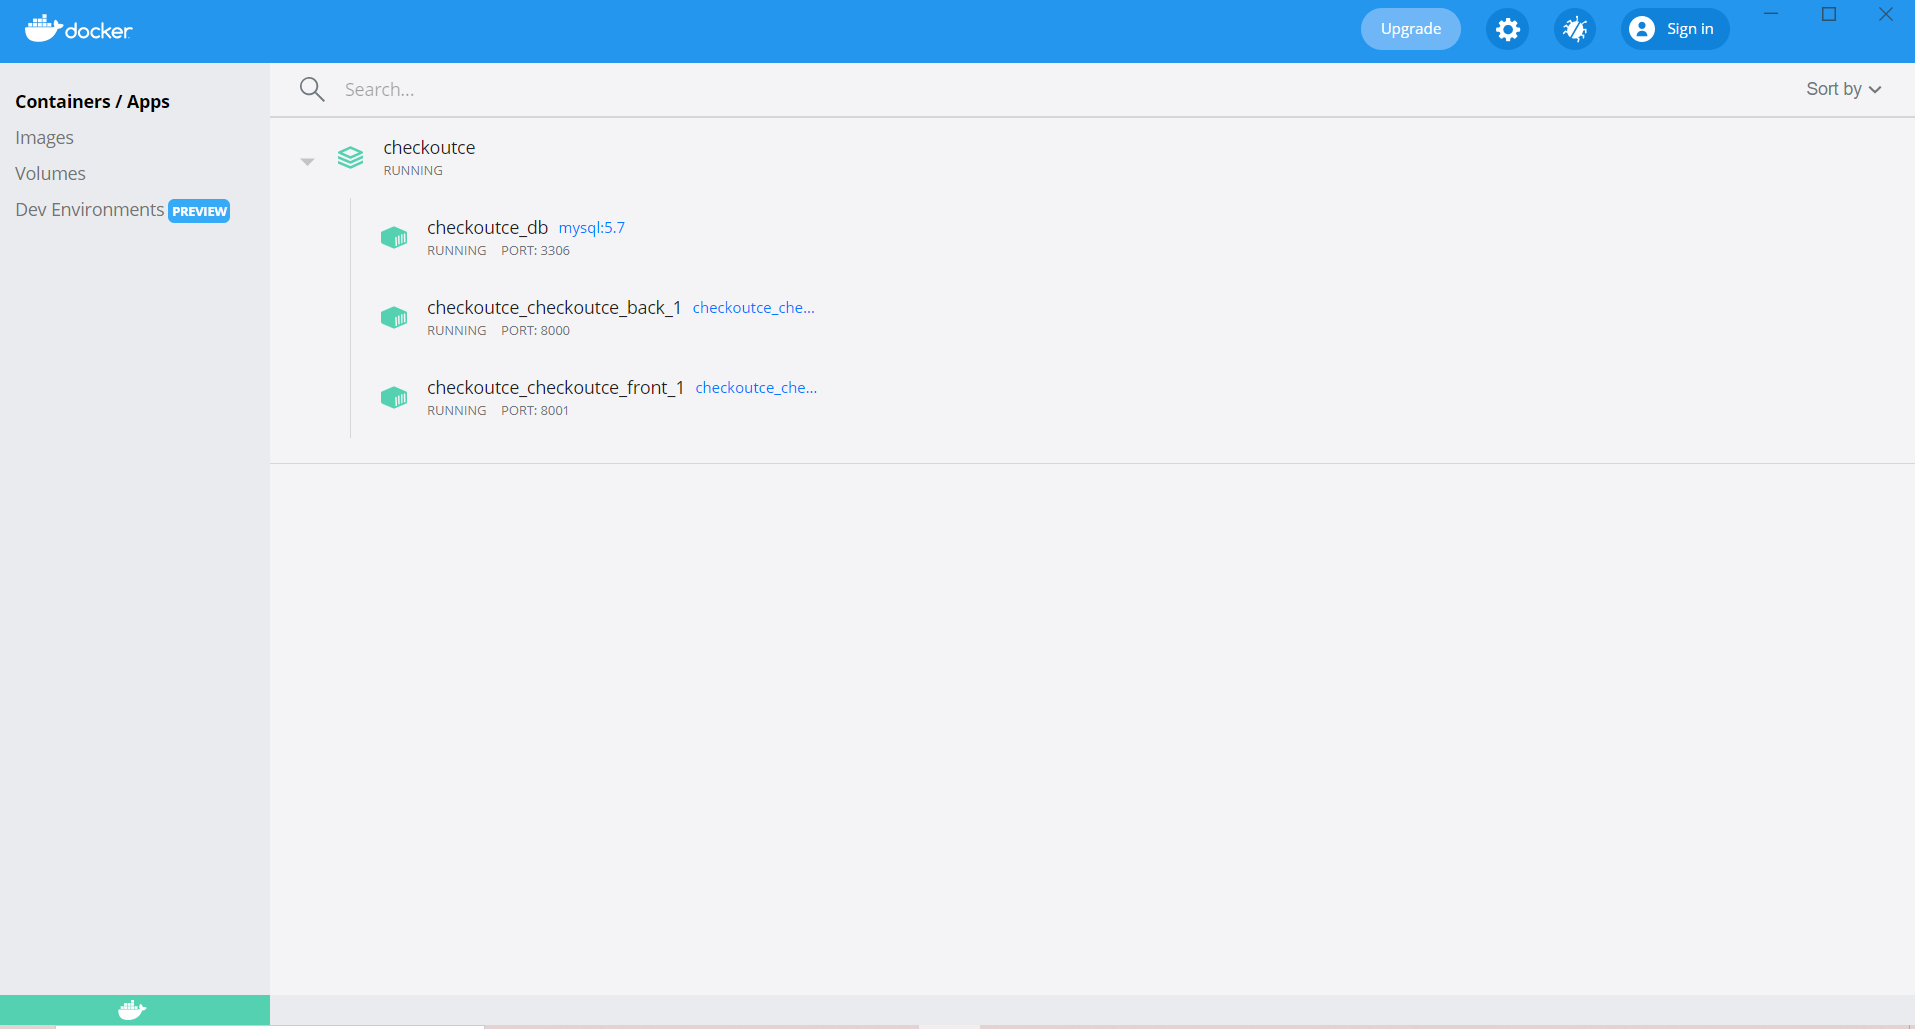 docker
Upgrade
Sign in
Containers / Apps
Images
Volumes
Dev Environments PREVIEW
Search...
Sort by
checkoutce
RUNNING
checkoutce_db mysql:5.7
RUNNING PORT: 3306
checkoutce_checkoutce_back_1 checkoutce_che...
RUNNING PORT: 8000
checkoutce_checkoutce_front_1 checkoutce_che...
RUNNING PORT: 8001